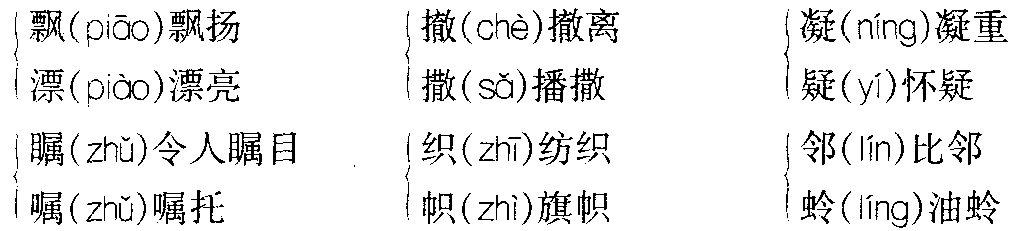 飘(piāo)飘扬 撤(chè)撤离 凝(níng)凝重
漂(piào)漂亮 撒(sǎ)播撒 疑(yí)怀疑
瞩(zhǔ)令人瞩目 织(zhī)纺织 邻(lín)比邻
嘱(zhǔ)嘱托 帜(zhì)旗帜 蛉(líng)油蛉